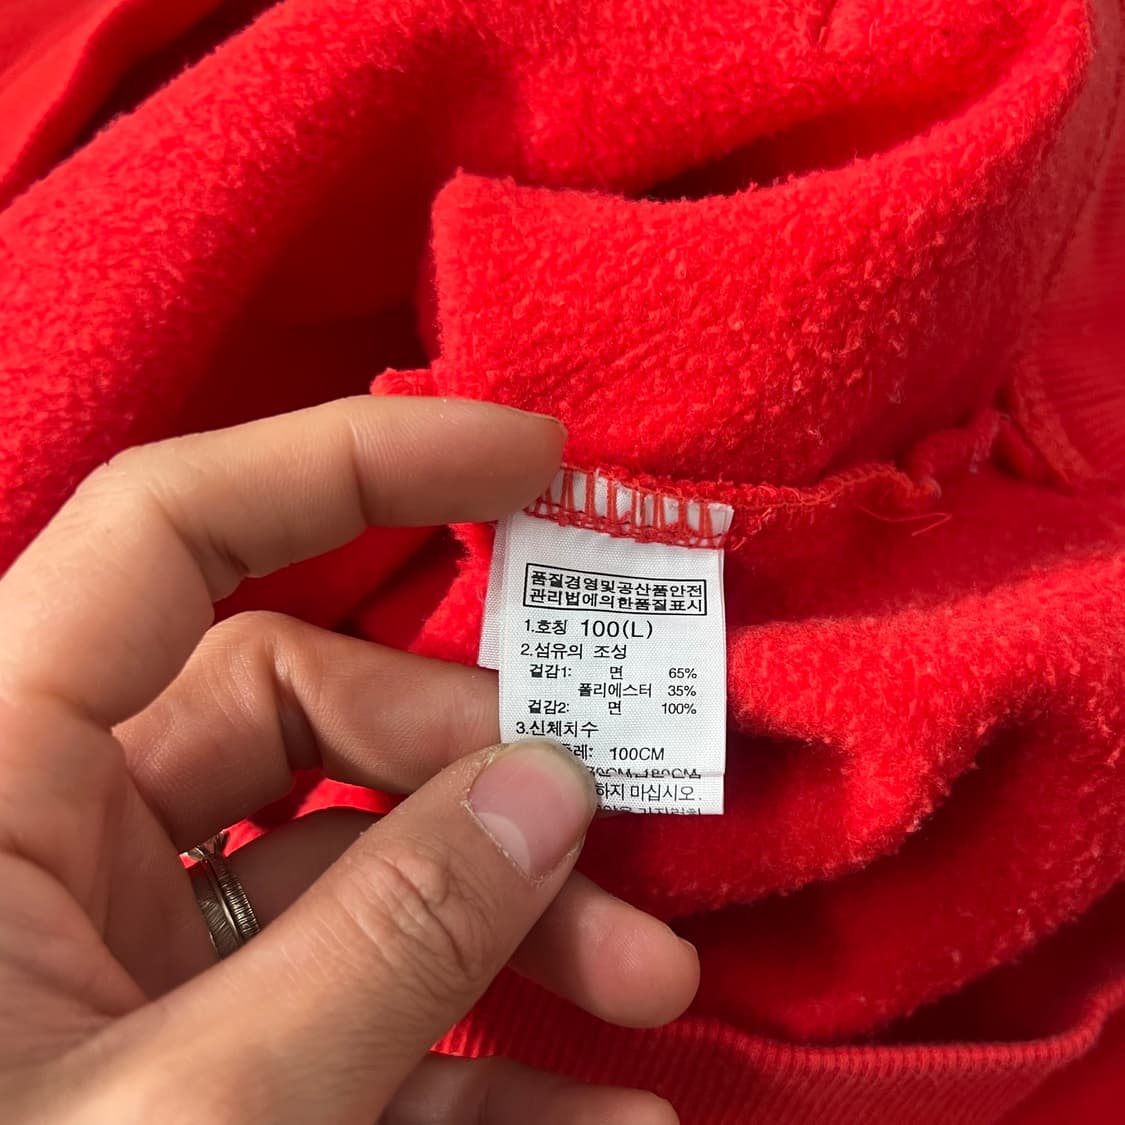 품질경영및공산품안전
관리법에의한품질표시
1.호칭 100(L)
2.섬유의 조성
겉감1: 면 65%
폴리에스터 35%
겉감2: 면 100%
3.신체치수
100CM
하지 마십시오.